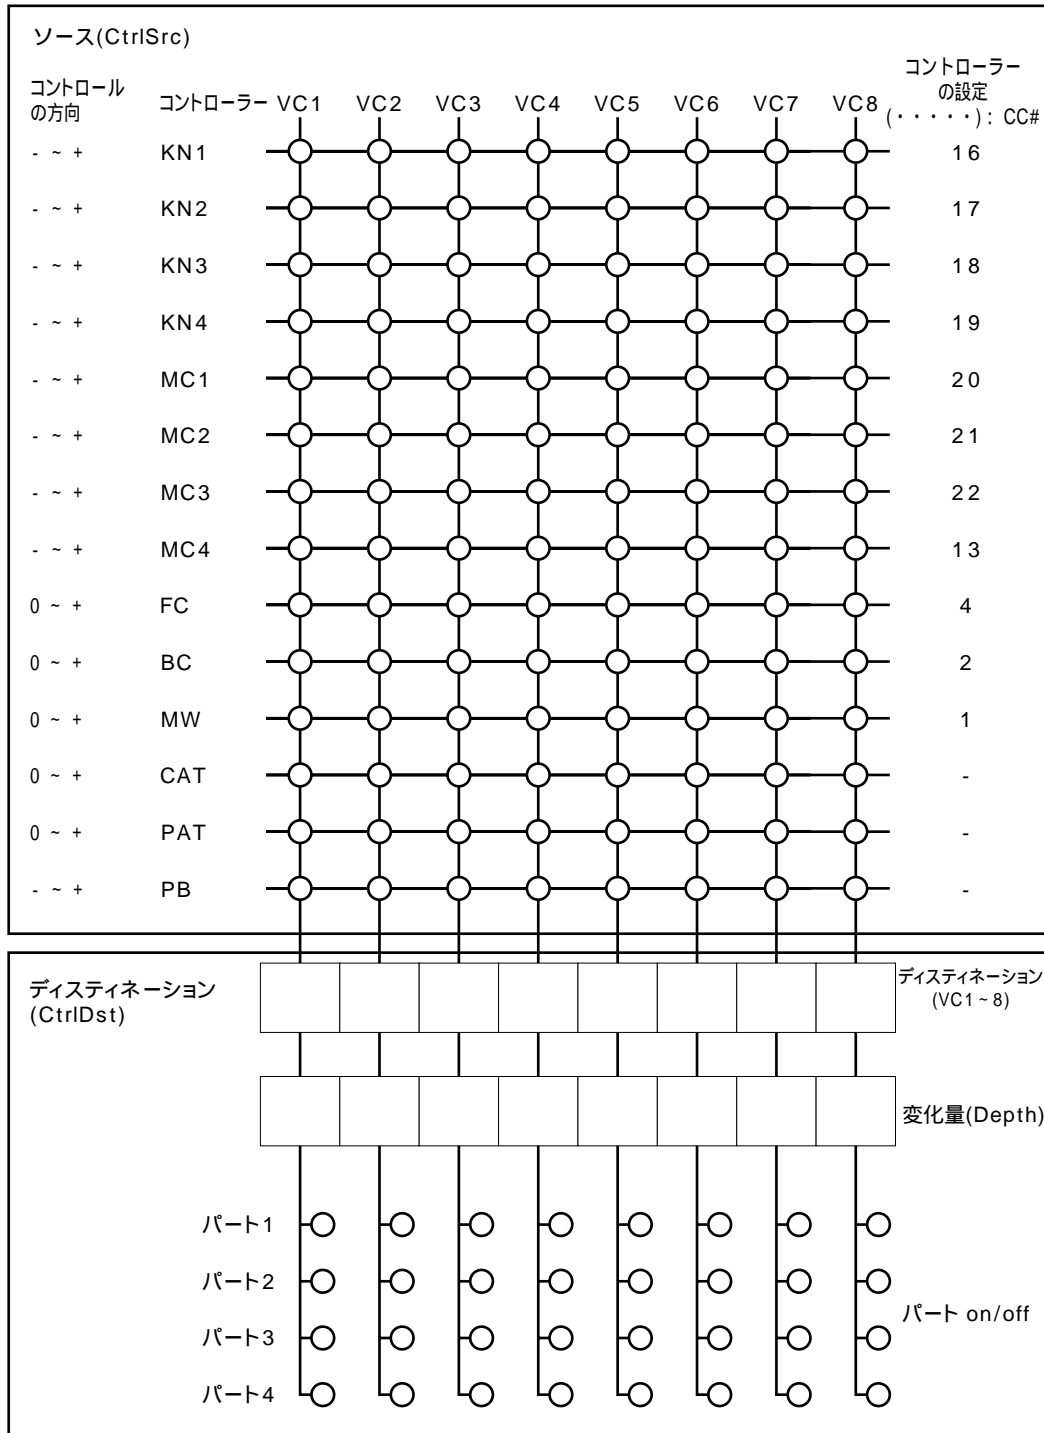 ソース(CtrlSrc)
コントロール
の方向
コントローラー VC1 VC2 VC3 VC4 VC5 VC6 VC7 VC8
コントローラー
の設定
(・・・・・): CC#
- ~ + KN1 16
- ~ + KN2 17
- ~ + KN3 18
- ~ + KN4 19
- ~ + MC1 20
- ~ + MC2 21
- ~ + MC3 22
- ~ + MC4 13
0 ~ + FC 4
0 ~ + BC 2
0 ~ + MW 1
0 ~ + CAT -
0 ~ + PAT -
- ~ + PB -
ディスティネーション
(CtrlDst)
ディスティネーション
(VC1~8)
変化量(Depth)
パート1
パート2
パート3
パート4
パート on/off